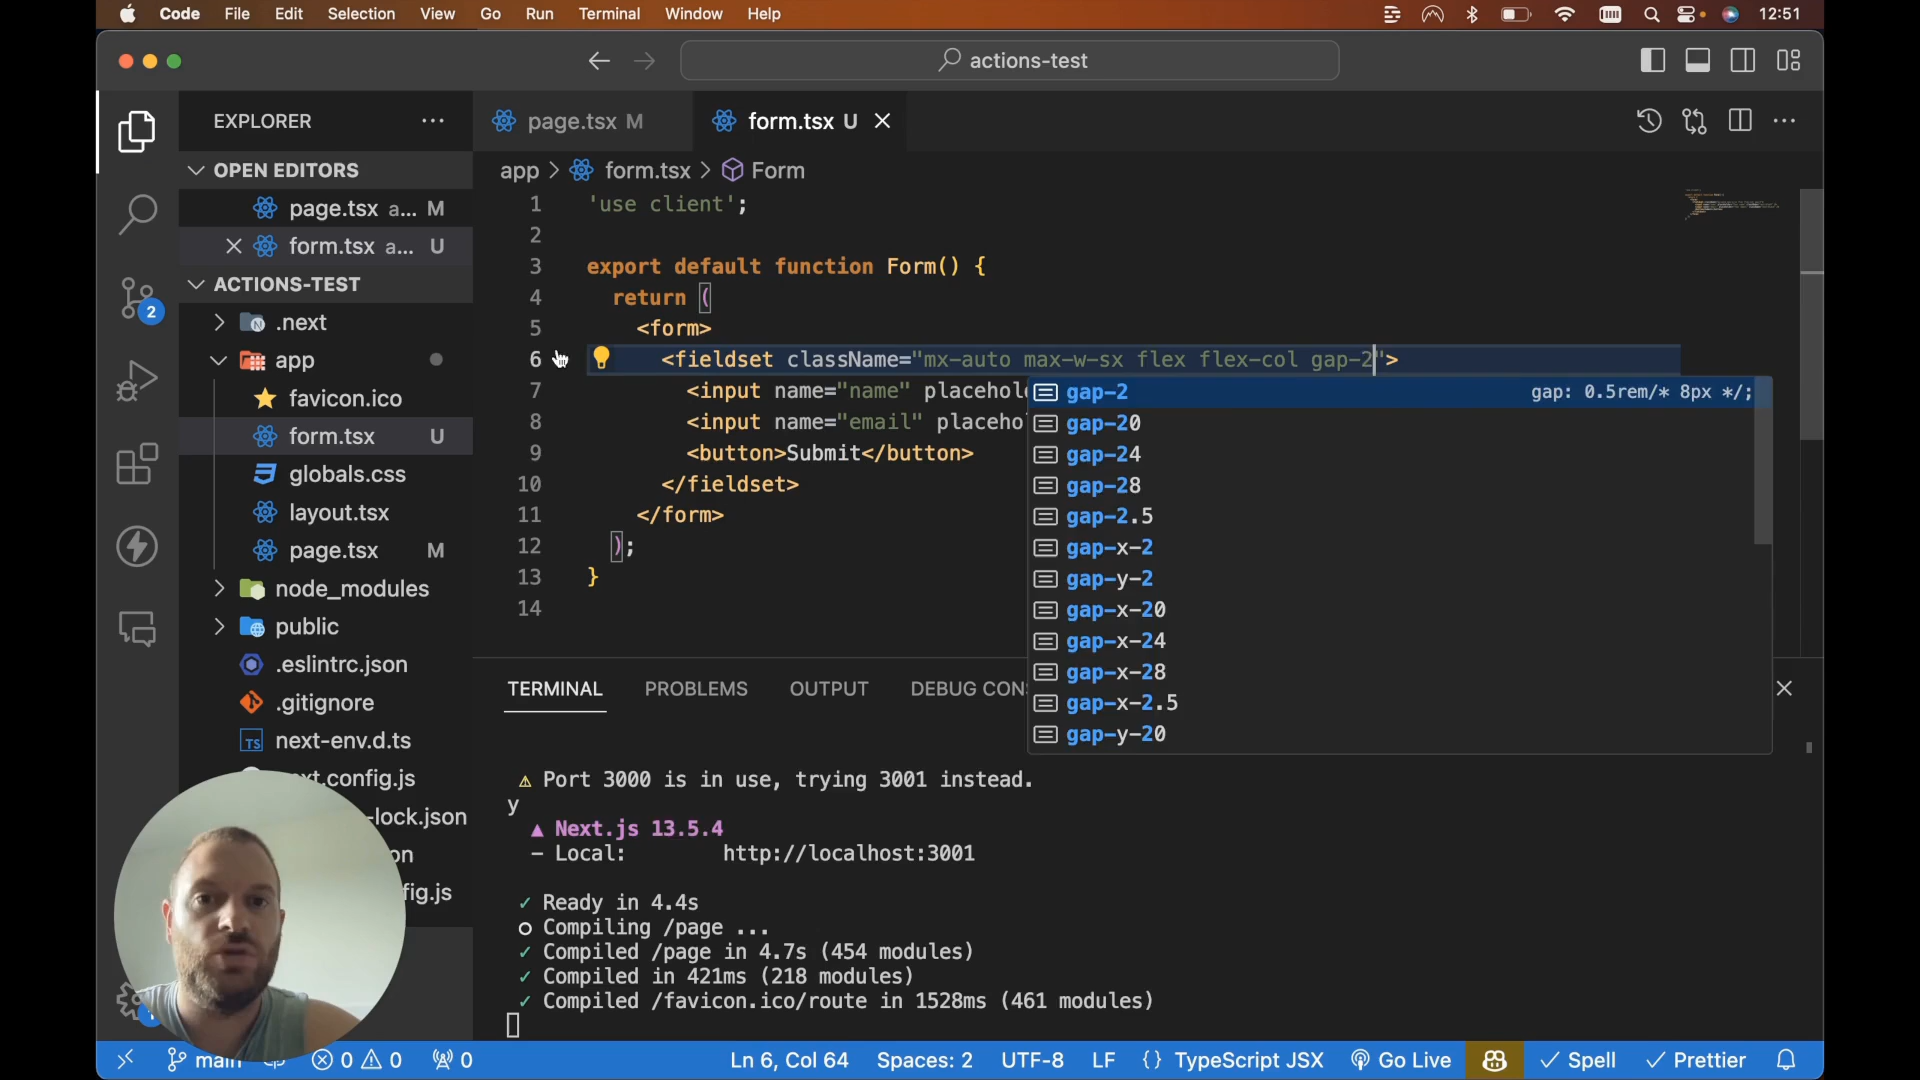 Code File Edit Selection View Go Run Terminal Window Help 12:51
actions-test
EXPLORER
page.tsx M
form.tsx U
OPEN EDITORS
page.tsx a... M
form.tsx a... U
ACTIONS-TEST
.next
app
favicon.ico
form.tsx U
globals.css
layout.tsx
page.tsx M
node_modules
public
.eslintrc.json
.gitignore
next-env.d.ts
ext.config.js
-lock.json
on
fig.js
2
app > form.tsx > Form
1 'use client';
2
3 export default function Form() {
4 return (
5 <form>
6 <fieldset className="mx-auto max-w-sx flex flex-col gap-2">
7 <input name="name" placehold
8 <input name="email" placeho
9 <button>Submit</button>
10 </fieldset>
11 </form>
12 );
13 }
14
gap-2 gap: 0.5rem/* 8px */;
gap-20
gap-24
gap-28
gap-2.5
gap-x-2
gap-y-2
gap-x-20
gap-x-24
gap-x-28
gap-x-2.5
gap-y-20
TERMINAL PROBLEMS OUTPUT DEBUG CON
⚠ Port 3000 is in use, trying 3001 instead.
y
▲ Next.js 13.5.4
- Local: http://localhost:3001
✓ Ready in 4.4s
○ Compiling /page ...
✓ Compiled /page in 4.7s (454 modules)
✓ Compiled in 421ms (218 modules)
✓ Compiled /favicon.ico/route in 1528ms (461 modules)
main 0 0 0 Ln 6, Col 64 Spaces: 2 UTF-8 LF {} TypeScript JSX Go Live Spell Prettier